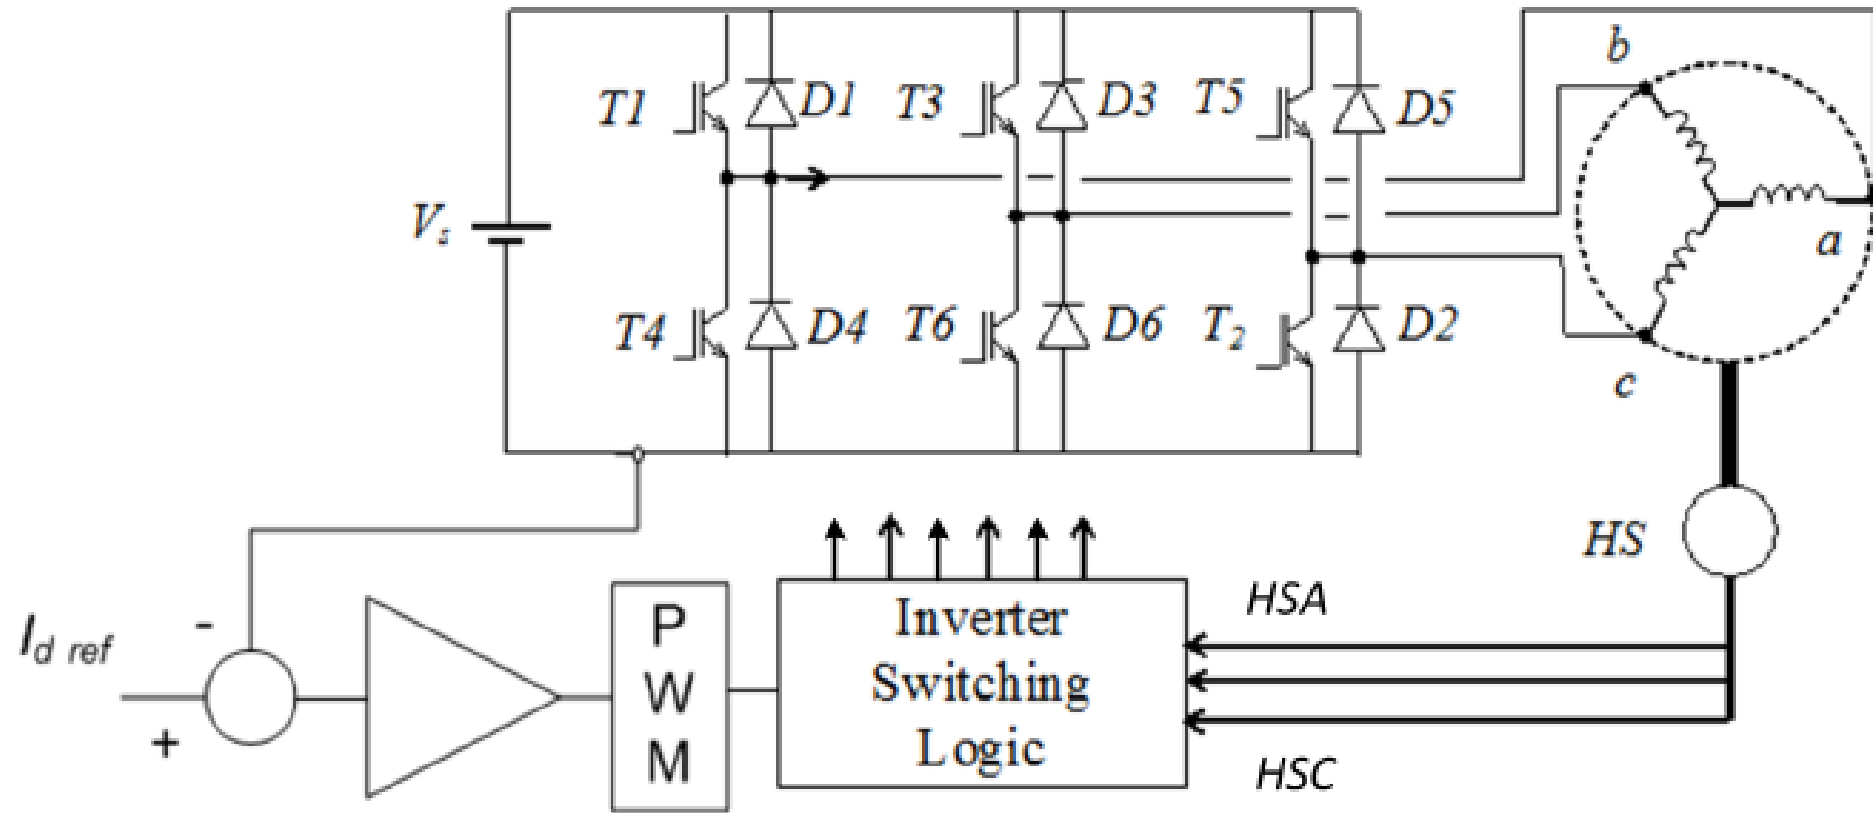 b
T1 D1 T3 D3 T5 D5
Vs
a
T4 D4 T6 D6 T2 D2
c
HS
HSA
Id ref
-
+
P
W
M
Inverter
Switching
Logic
HSC